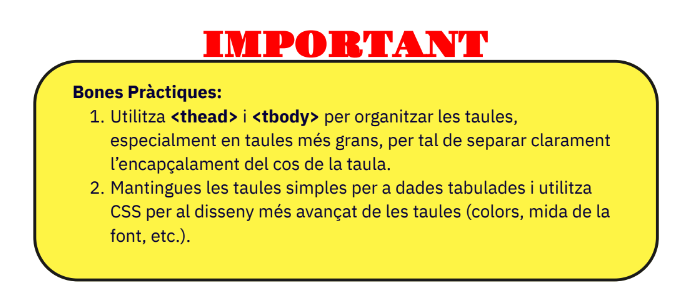 IMPORTANT
Bones Pràctiques:
1. Utilitza <thead> i <tbody> per organitzar les taules,
especialment en taules més grans, per tal de separar clarament
l’encapçalament del cos de la taula.
2. Mantingues les taules simples per a dades tabulades i utilitza
CSS per al disseny més avançat de les taules (colors, mida de la
font, etc.).